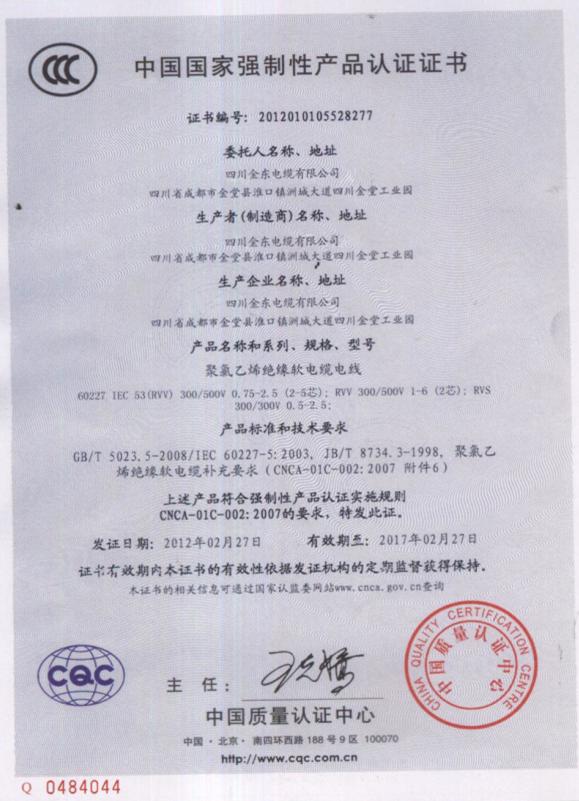 中国国家强制性产品认证证书
证书编号：2012010105528277
委托人名称、地址
四川金东电缆有限公司
四川省成都市金堂县淮口镇洲城大道四川金堂工业园
生产者(制造商)名称、地址
四川金东电缆有限公司
四川省成都市金堂县淮口镇洲城大道四川金堂工业园
生产企业名称、地址
四川金东电缆有限公司
四川省成都市金堂县淮口镇洲城大道四川金堂工业园
产品名称和系列、规格、型号
聚氯乙烯绝缘软电缆电线
60227 IEC 53(RVV) 300/500V 0.75-2.5 (2-5芯)；RVV 300/500V 1-6 (2芯)；RVS
300/300V 0.5-2.5；
产品标准和技术要求
GB/T 5023.5-2008/IEC 60227-5:2003, JB/T 8734.3-1998, 聚氯乙
烯绝缘软电缆补充要求（CNCA-01C-002:2007 附件6）
上述产品符合强制性产品认证实施规则
CNCA-01C-002:2007的要求，特发此证。
发证日期：2012年02月27日 有效期至：2017年02月27日
证书有效期内本证书的有效性依据发证机构的定期监督获得保持。
本证书的相关信息可通过国家认监委网站www.cnca.gov.cn查询
CHINA QUALITY CERTIFICATION CENTRE
中国质量认证中心
CQC
主 任：
中国质量认证中心
中国·北京·南四环西路188号9区 100070
http://www.cqc.com.cn
Q 0484044